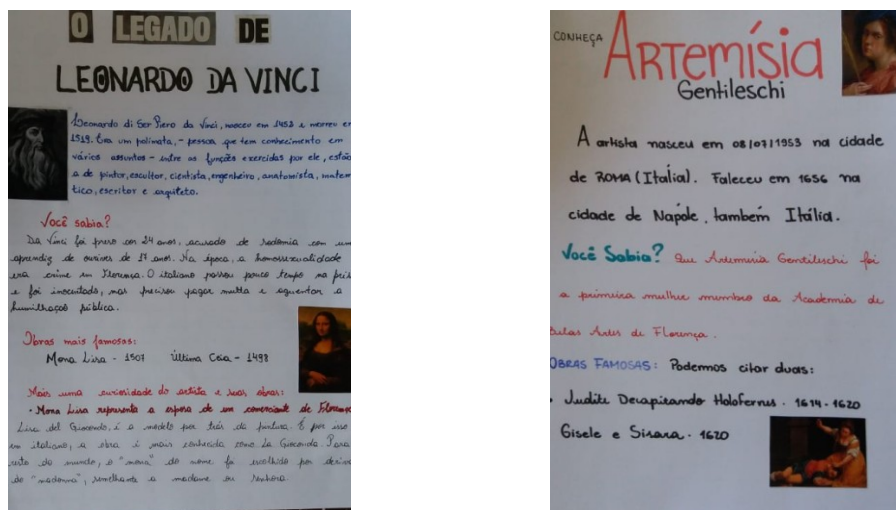 O LEGADO DE
LEONARDO DA VINCI
Leonardo di Ser Piero da Vinci, nasceu em 1452 e morreu em
1519. Era um polímata, - pessoa que tem conhecimento em
vários assuntos - entre as funções exercidas por ele, estão
a de pintor, escultor, cientista, engenheiro, anatomista, matem
tico, escritor e arquiteto.
Você sabia?
Da Vinci foi preso con 24 anos, acusado de sodomia com um
aprendiz de ourives de 17 anos. Na época, a homossexualidade
era crime em Florença. O italiano passou pouco tempo na pris
e foi inocentado, mas precisou pagar multa e aguentar a
humilhação pública.
Obras mais famosas:
Mona Lisa - 1507 Última Ceia - 1498
Mais uma curiosidade do artista e suas obras:
• Mona Lisa representa a esposa de um comerciante de Florença
Lisa del Giocondo, é a modelo por trás da pintura. É por isso
em italiano, a obra é mais conhecida como La Gioconda. Para
resto do mundo, o "mona" do nome foi escolhido por deriva
de "madonna", semelhante a madame ou senhora.
CONHEÇA ARTEMÍSIA
Gentileschi
A artista nasceu em 08/07/1953 na cidade
de ROMA (Itália). Faleceu em 1656 na
cidade de Napóle, também Itália.
Você Sabia? Que Artemisia Gentileschi foi
a primeira mulher membro da Academia de
Belas Artes de Florença.
OBRAS FAMOSAS: Podermos citar duas:
• Judite Decapitando Holofernes - 1614-1620
Gisele e Sísara - 1620